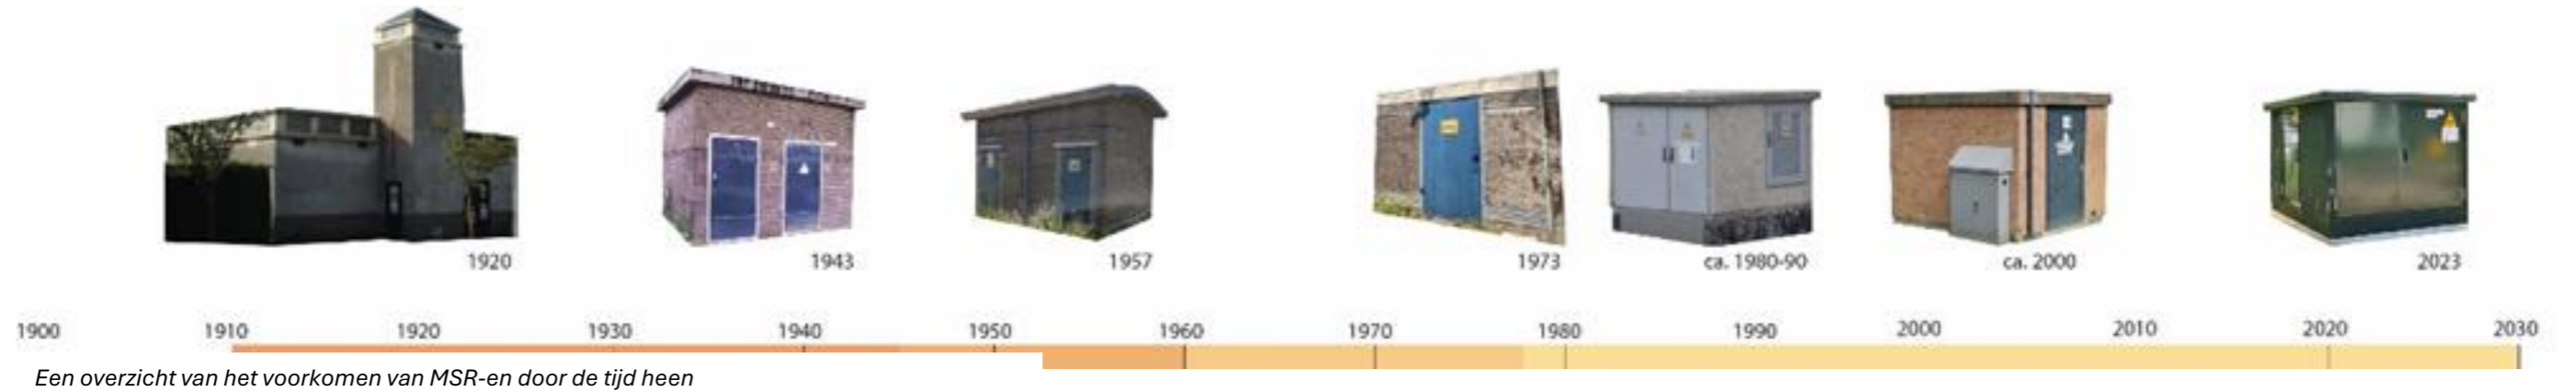 1920
1943
1957
1973
ca. 1980-90
ca. 2000
2023
1900 1910 1920 1930 1940 1950 1960 1970 1980 1990 2000 2010 2020 2030
Een overzicht van het voorkomen van MSR-en door de tijd heen